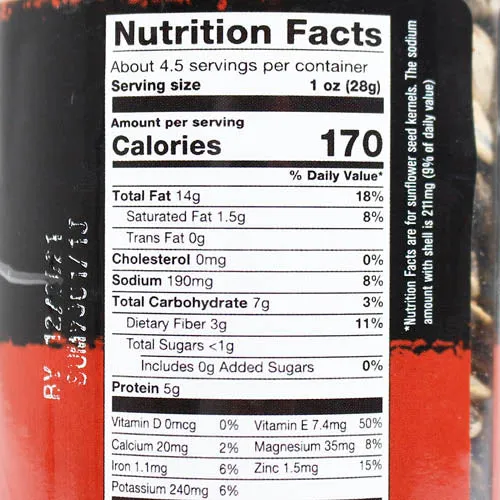 Nutrition Facts
About 4.5 servings per container
Serving size 1 oz (28g)
Amount per serving
Calories 170
% Daily Value*
Total Fat 14g 18%
Saturated Fat 1.5g 8%
Trans Fat 0g
Cholesterol 0mg 0%
Sodium 190mg 8%
Total Carbohydrate 7g 3%
Dietary Fiber 3g 11%
Total Sugars <1g
Includes 0g Added Sugars 0%
Protein 5g
Vitamin D 0mcg 0% Vitamin E 7.4mg 50%
Calcium 20mg 2% Magnesium 35mg 8%
Iron 1.1mg 6% Zinc 1.5mg 15%
Potassium 240mg 6%
*Nutrition Facts are for sunflower seed kernels. The sodium
amount with shell is 211mg (9% of daily value)